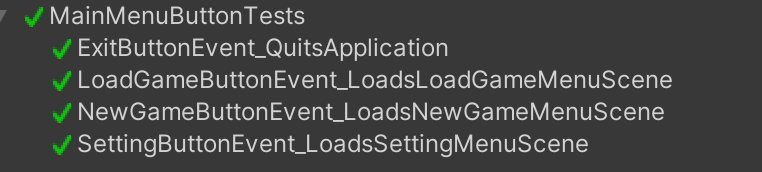 MainMenuButtonTests
ExitButtonEvent_QuitsApplication
LoadGameButtonEvent_LoadsLoadGameMenuScene
NewGameButtonEvent_LoadsNewGameMenuScene
SettingButtonEvent_LoadsSettingMenuScene